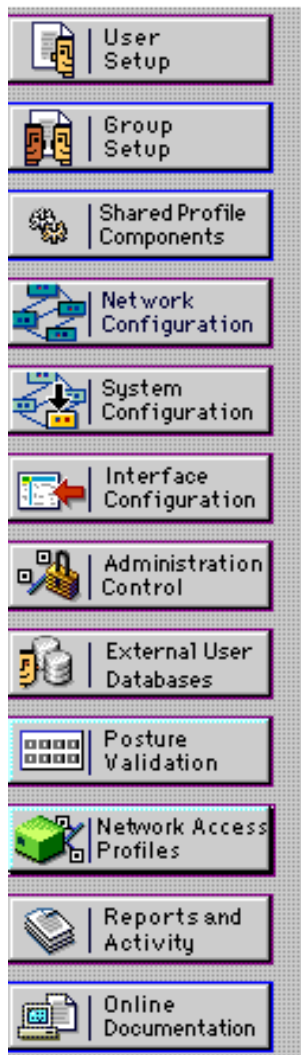 User
Setup
Group
Setup
Shared Profile
Components
Network
Configuration
System
Configuration
Interface
Configuration
Administration
Control
External User
Databases
Posture
Validation
Network Access
Profiles
Reports and
Activity
Online
Documentation